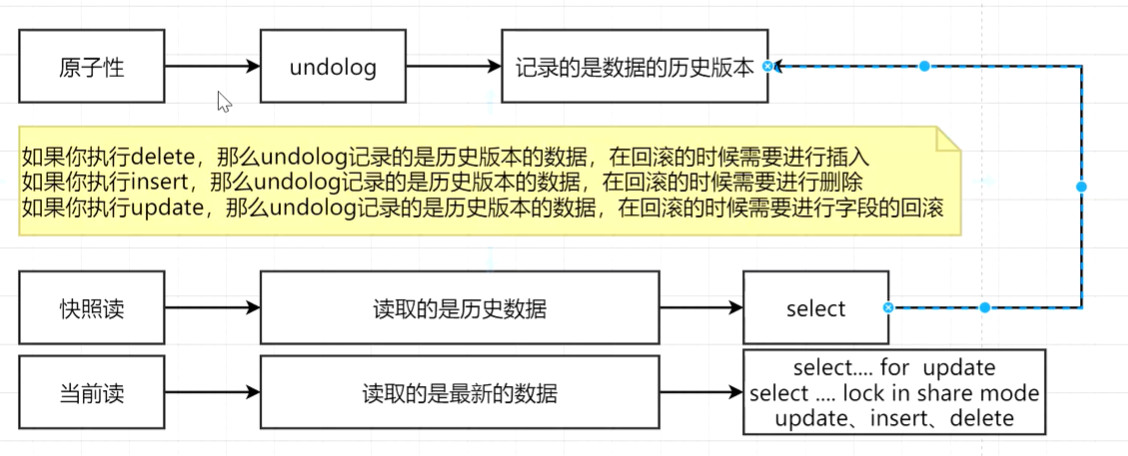 原子性
undolog
记录的是数据的历史版本
如果你执行delete，那么undolog记录的是历史版本的数据，在回滚的时候需要进行插入
如果你执行insert，那么undolog记录的是历史版本的数据，在回滚的时候需要进行删除
如果你执行update，那么undolog记录的是历史版本的数据，在回滚的时候需要进行字段的回滚
快照读
读取的是历史数据
select
当前读
读取的是最新的数据
select.... for  update
select .... lock in share mode
update、insert、delete